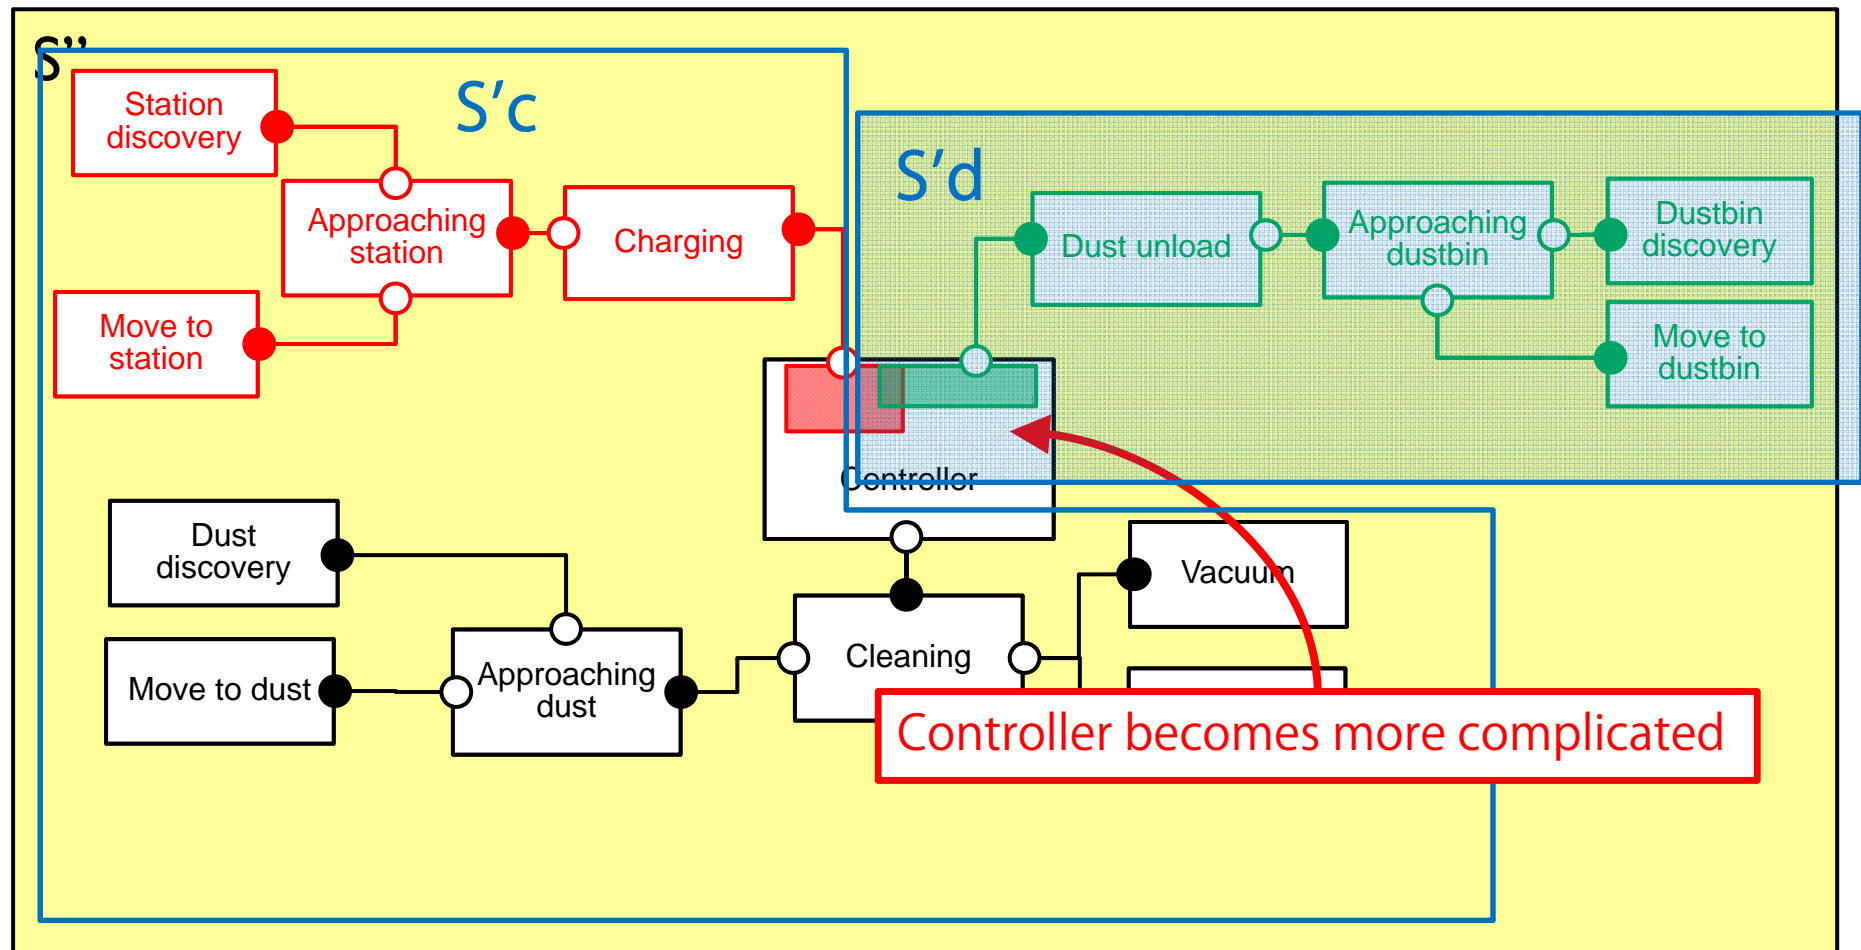 S’’
S’c
Station
discovery
Approaching
station
Charging
Move to
station
S’d
Dust unload
Approaching
dustbin
Dustbin
discovery
Move to
dustbin
Controller
Dust
discovery
Move to dust
Approaching
dust
Cleaning
Vacuum
Controller becomes more complicated